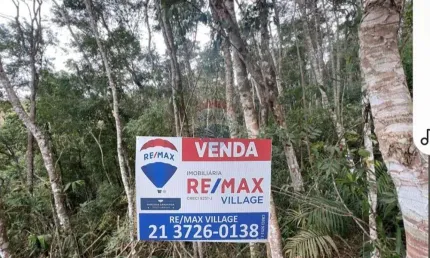 RE/MAX
VENDA
IMOBILIÁRIA
RE/MAX
VILLAGE
RE/MAX VILLAGE
21 3726-0138